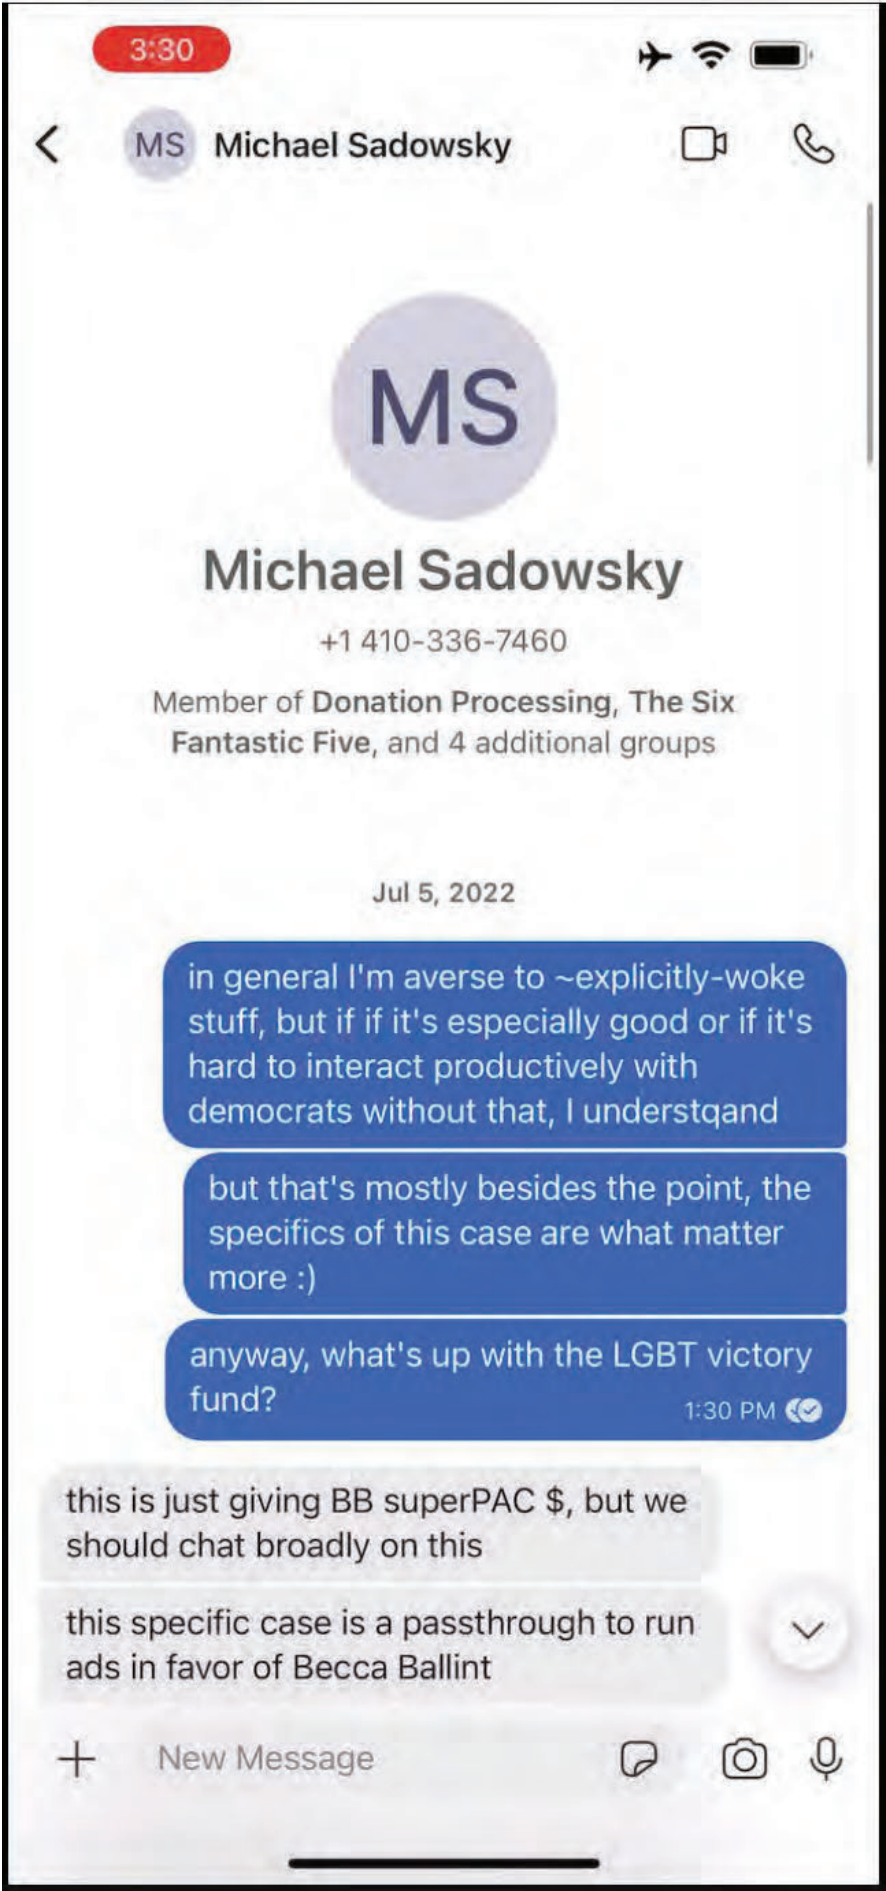 3:30
MS Michael Sadowsky
MS
Michael Sadowsky
+1 410-336-7460
Member of Donation Processing, The Six
Fantastic Five, and 4 additional groups
Jul 5, 2022
in general I'm averse to ~explicitly-woke
stuff, but if if it's especially good or if it's
hard to interact productively with
democrats without that, I understqand
but that's mostly besides the point, the
specifics of this case are what matter
more :)
anyway, what's up with the LGBT victory
fund?
1:30 PM
this is just giving BB superPAC $, but we
should chat broadly on this
this specific case is a passthrough to run
ads in favor of Becca Ballint
New Message